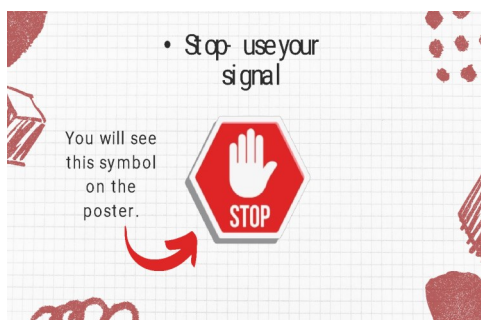 • Stop- use your
signal
You will see
this symbol
on the
poster.
STOP